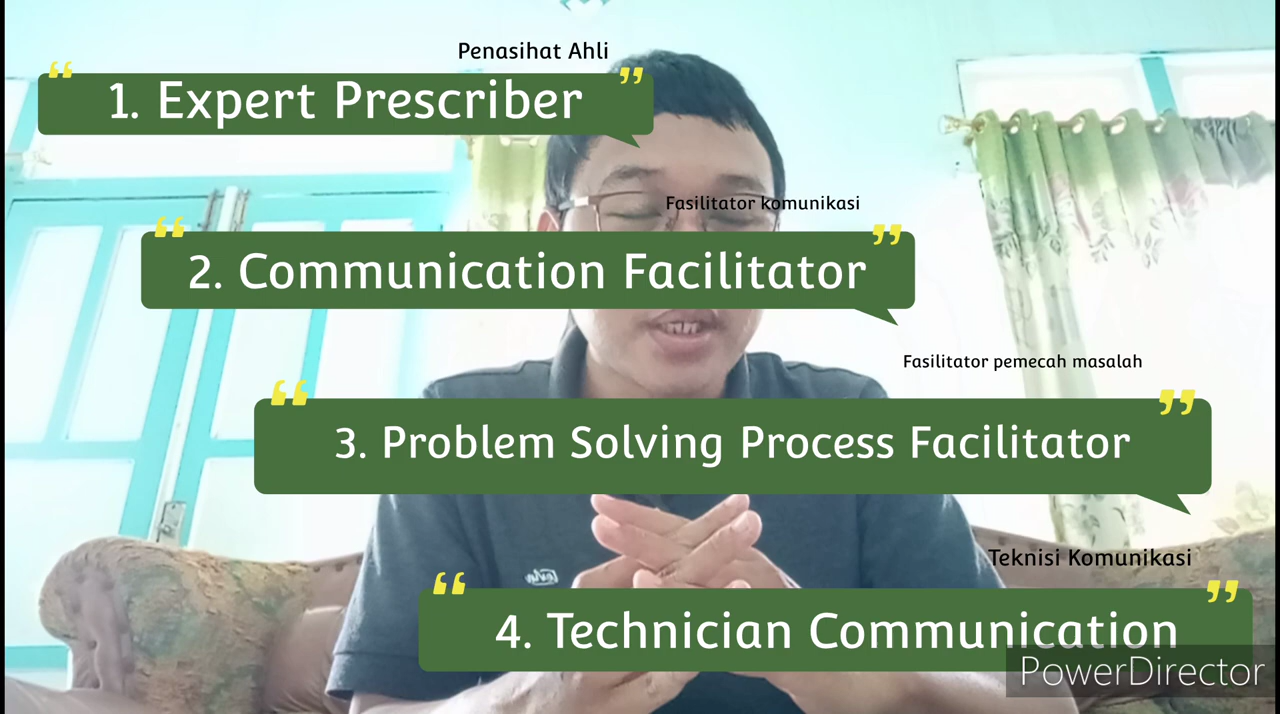 Penasihat Ahli
“ 1. Expert Prescriber ”
Fasilitator komunikasi
“ 2. Communication Facilitator ”
Fasilitator pemecah masalah
“ 3. Problem Solving Process Facilitator ”
Teknisi Komunikasi
“ 4. Technician Communication ”
PowerDirector